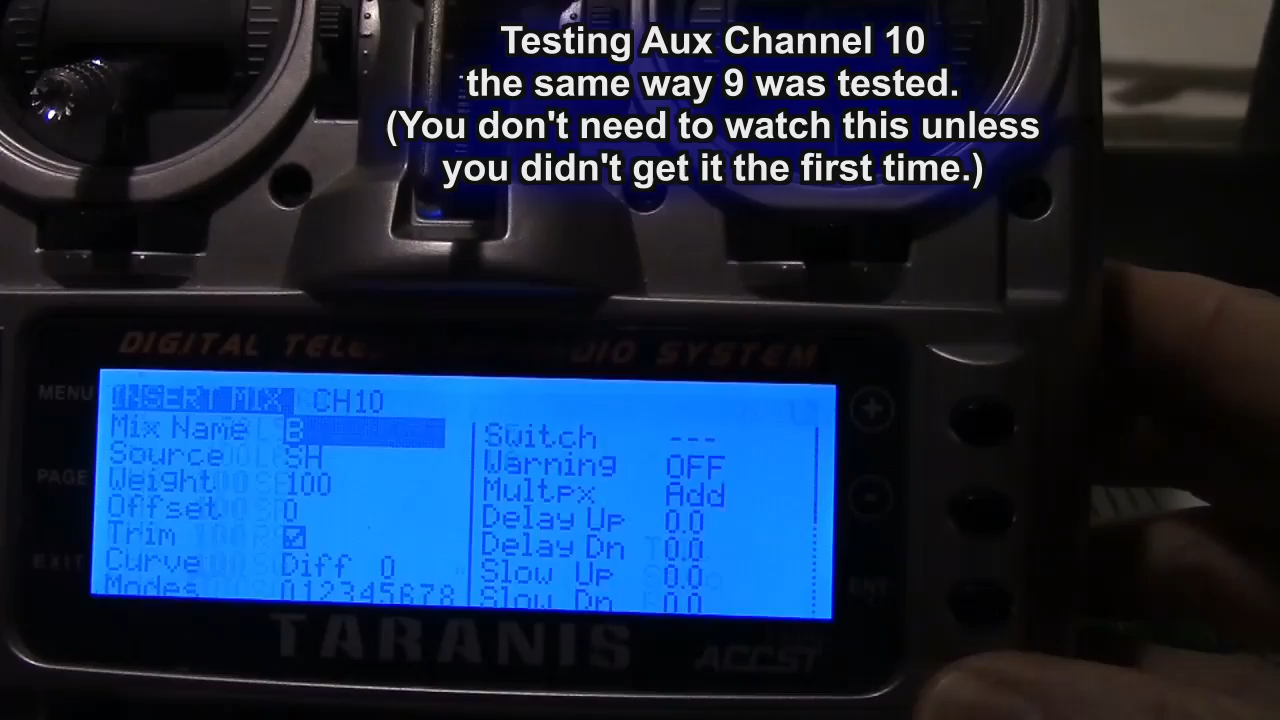 Testing Aux Channel 10
the same way 9 was tested.
(You don't need to watch this unless
you didn't get it the first time.)
DIGITAL TELE DIO SYSTEM
MENU
PAGE
EXIT
INSERT MIX CH10
Mix Name B
Source SH
Weight 100
Offset 0
Trim
Curve Diff 0
Modes 012345678
Switch ---
Warning OFF
Multpx Add
Delay Up 0.0
Delay Dn 0.0
Slow Up 0.0
Slow Dn 0.0
+
-
ENT
TARANIS
ACCST